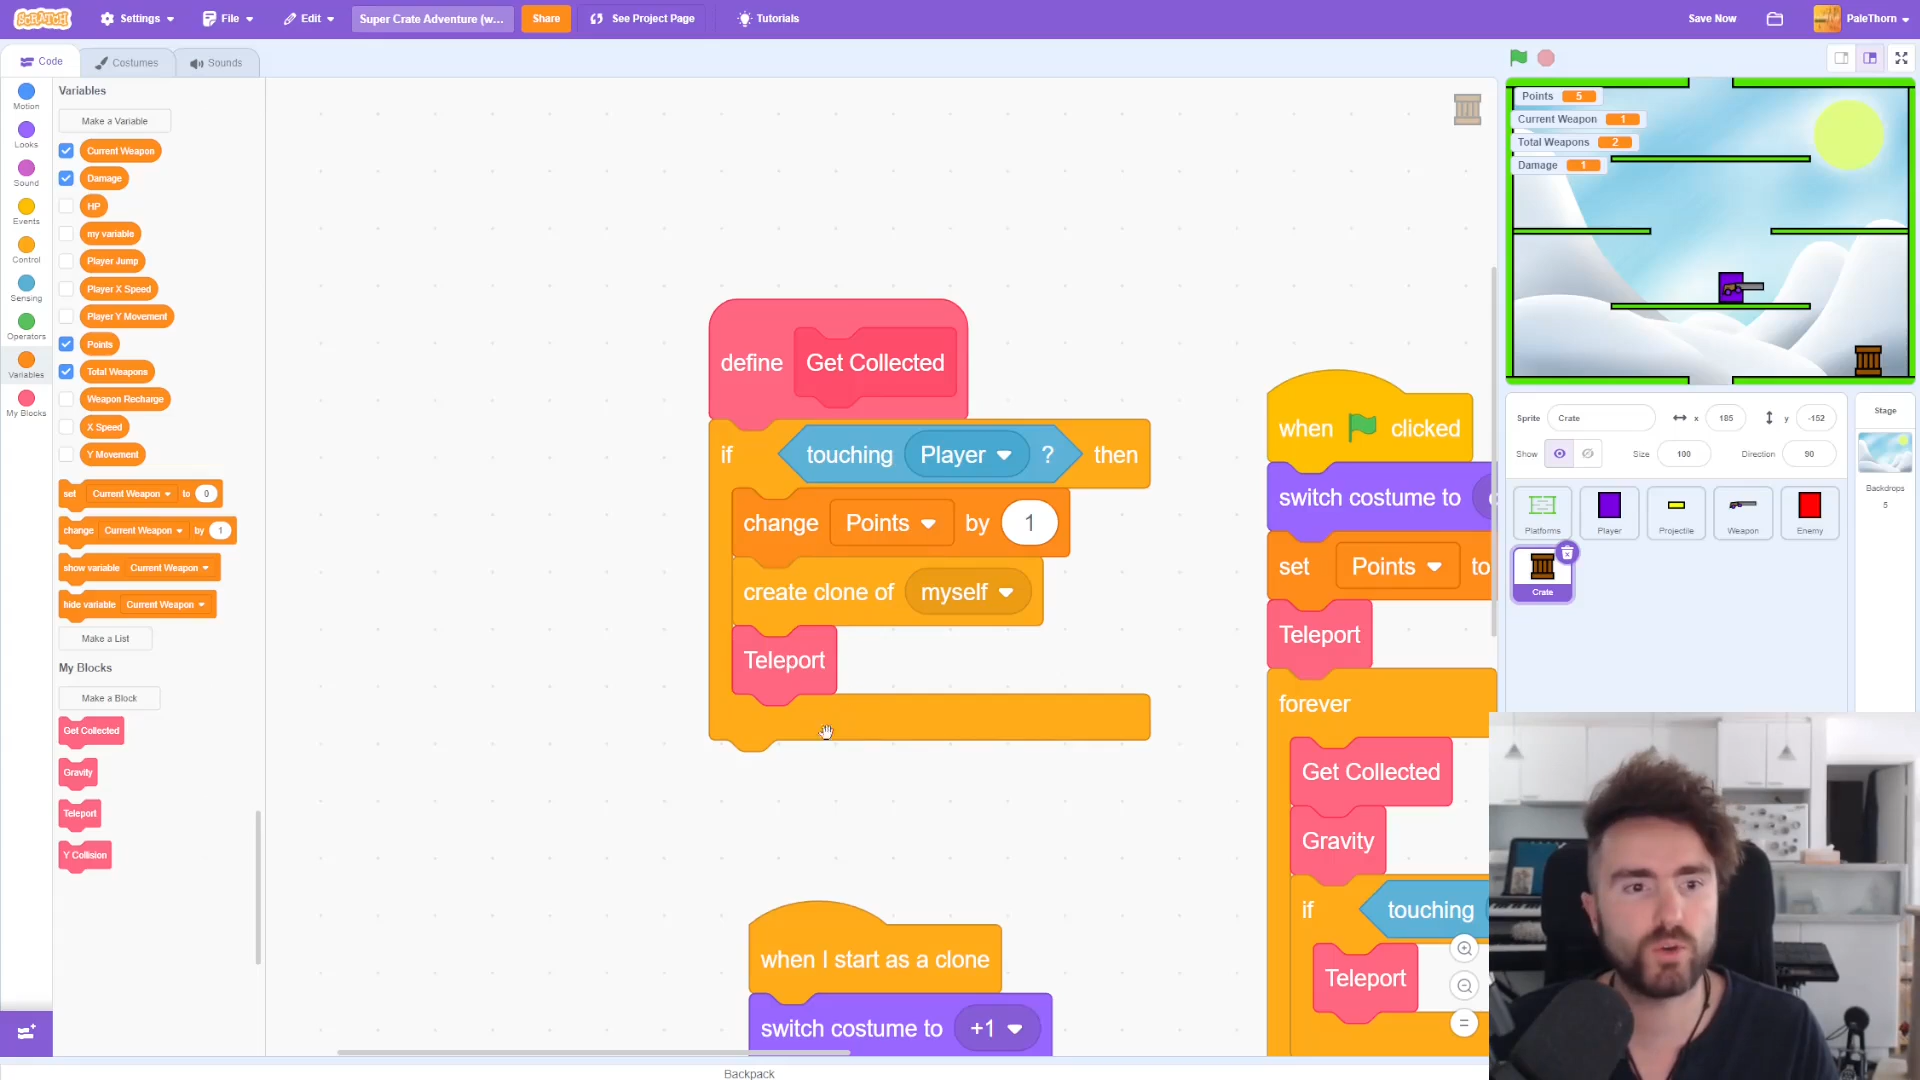 SCRATCH
Settings
File
Edit
Super Crate Adventure (w...
Share
See Project Page
Tutorials
Save Now
PaleThorn
Code
Costumes
Sounds
Motion
Looks
Sound
Events
Control
Sensing
Operators
Variables
My Blocks
Variables
Make a Variable
Current Weapon
Damage
HP
my variable
Player Jump
Player X Speed
Player Y Movement
Points
Total Weapons
Weapon Recharge
X Speed
Y Movement
set Current Weapon to 0
change Current Weapon by 1
show variable Current Weapon
hide variable Current Weapon
Make a List
My Blocks
Make a Block
Get Collected
Gravity
Teleport
Y Collision
define Get Collected
if touching Player ? then
change Points by 1
create clone of myself
Teleport
when I start as a clone
switch costume to +1
when clicked
switch costume to
set Points to
Teleport
forever
Get Collected
Gravity
if touching
Teleport
Points 5
Current Weapon 1
Total Weapons 2
Damage 1
Sprite Crate x 185 y -152
Show Size 100 Direction 90
Platforms
Player
Projectile
Weapon
Enemy
Crate
Stage
Backdrops
5
Backpack